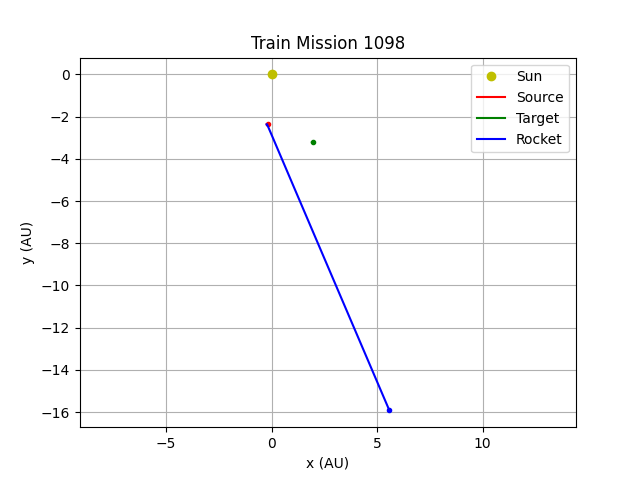 Train Mission 1098
Sun
Source
Target
Rocket
0
−2
−4
−6
−8
−10
−12
−14
−16
y (AU)
−5
0
5
10
x (AU)